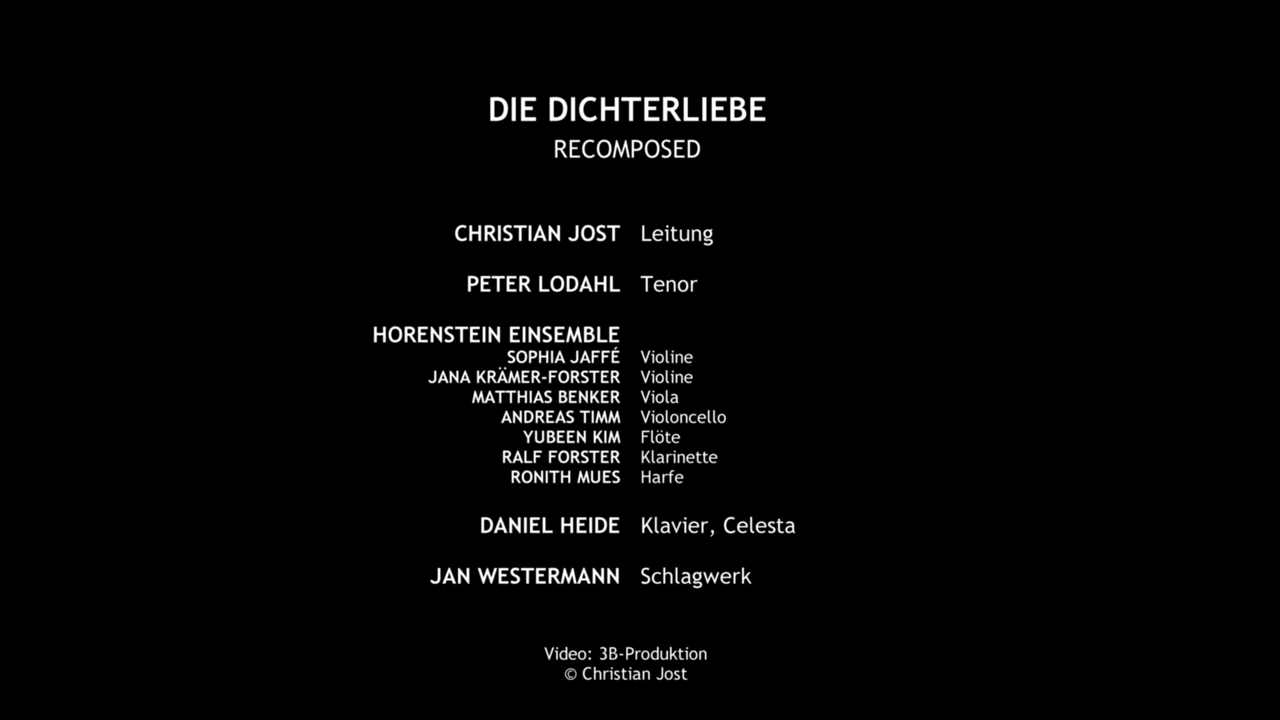 DIE DICHTERLIEBE
RECOMPOSED
CHRISTIAN JOST Leitung
PETER LODAHL Tenor
HORENSTEIN EINSEMBLE
SOPHIA JAFFÉ Violine
JANA KRÄMER-FORSTER Violine
MATTHIAS BENKER Viola
ANDREAS TIMM Violoncello
YUBEEN KIM Flöte
RALF FORSTER Klarinette
RONITH MUES Harfe
DANIEL HEIDE Klavier, Celesta
JAN WESTERMANN Schlagwerk
Video: 3B-Produktion
© Christian Jost